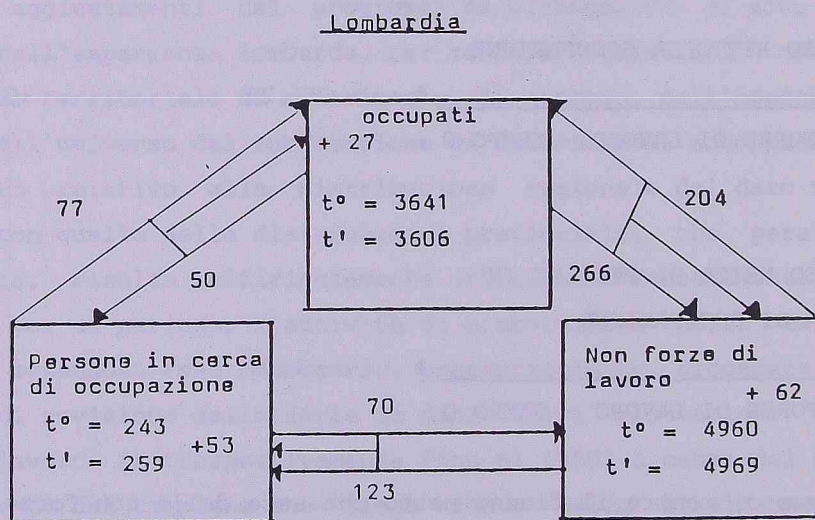 Lombardia
occupati
+ 27
t° = 3641
t' = 3606
77
50
204
266
Persone in cerca
di occupazione
t° = 243
+53
t' = 259
70
123
Non forze di
lavoro
+ 62
t° = 4960
t' = 4969